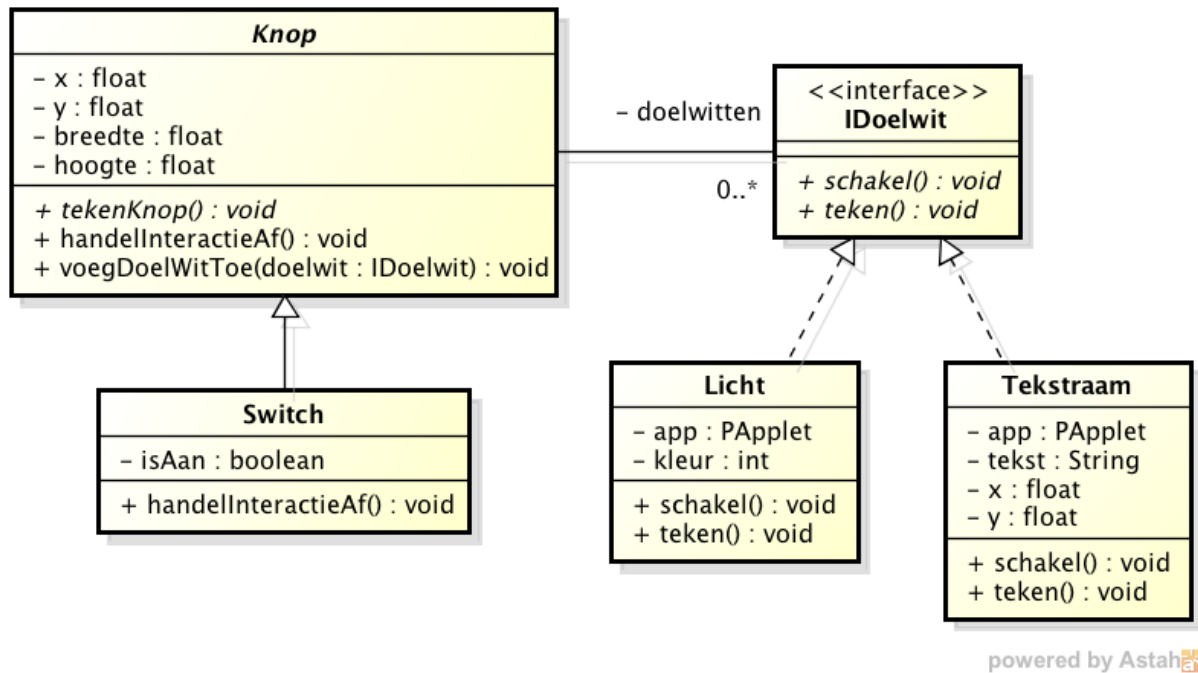 Knop
– x : float
– y : float
– breedte : float
– hoogte : float
+ tekenKnop() : void
+ handelInteractieAf() : void
+ voegDoelWitToe(doelwit : IDoelwit) : void
– doelwitten
0..*
<<interface>>
IDoelwit
+ schakel() : void
+ teken() : void
Switch
– isAan : boolean
+ handelInteractieAf() : void
Licht
– app : PApplet
– kleur : int
+ schakel() : void
+ teken() : void
Tekstraam
– app : PApplet
– tekst : String
– x : float
– y : float
+ schakel() : void
+ teken() : void
powered by Astah